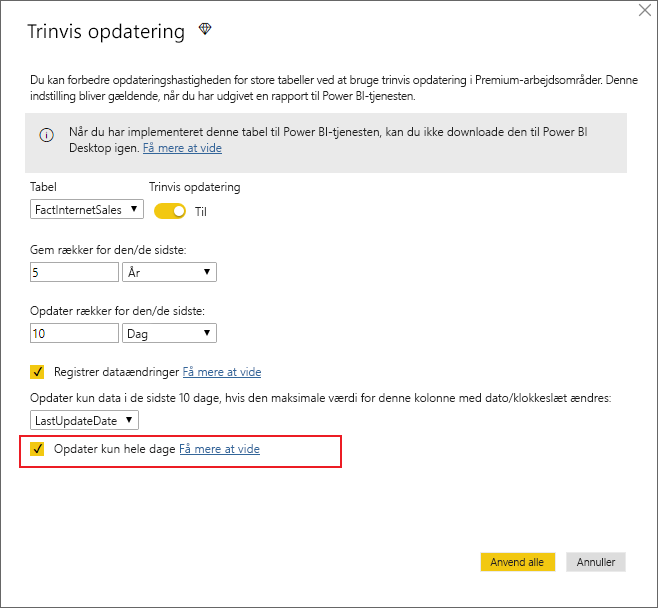 Trinvis opdatering
Du kan forbedre opdateringshastigheden for store tabeller ved at bruge trinvis opdatering i Premium-arbejdsområder. Denne
indstilling bliver gældende, når du har udgivet en rapport til Power BI-tjenesten.
Når du har implementeret denne tabel til Power BI-tjenesten, kan du ikke downloade den til Power BI
Desktop igen. Få mere at vide
Tabel Trinvis opdatering
FactInternetSales Til
Gem rækker for den/de sidste:
5 År
Opdater rækker for den/de sidste:
10 Dag
Registrer dataændringer Få mere at vide
Opdater kun data i de sidste 10 dage, hvis den maksimale værdi for denne kolonne med dato/klokkeslæt ændres:
LastUpdateDate
Opdater kun hele dage Få mere at vide
Anvend alle Annuller